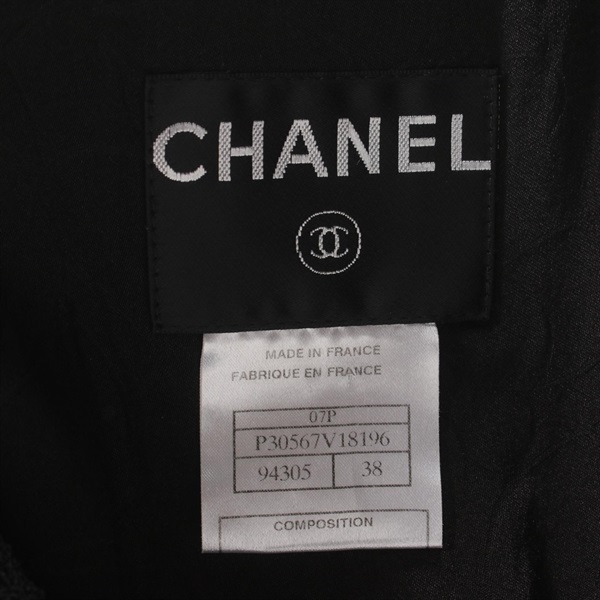 CHANEL
MADE IN FRANCE
FABRIQUE EN FRANCE
07P
P30567V18196
94305 38
COMPOSITION